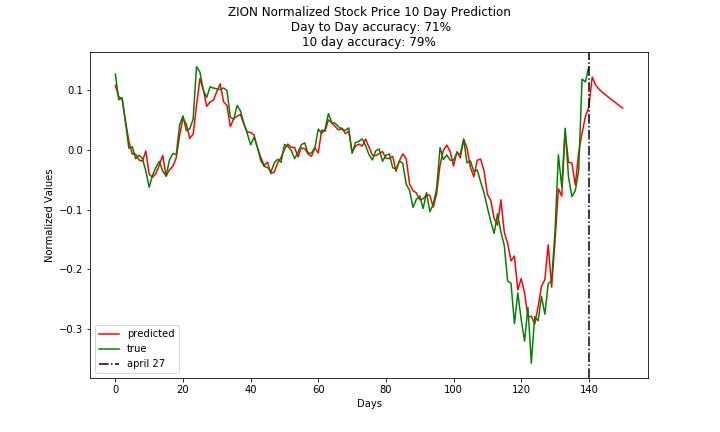 ZION Normalized Stock Price 10 Day Prediction
Day to Day accuracy: 71%
10 day accuracy: 79%
Normalized Values
0.1
0.0
−0.1
−0.2
−0.3
predicted
true
april 27
0 20 40 60 80 100 120 140
Days